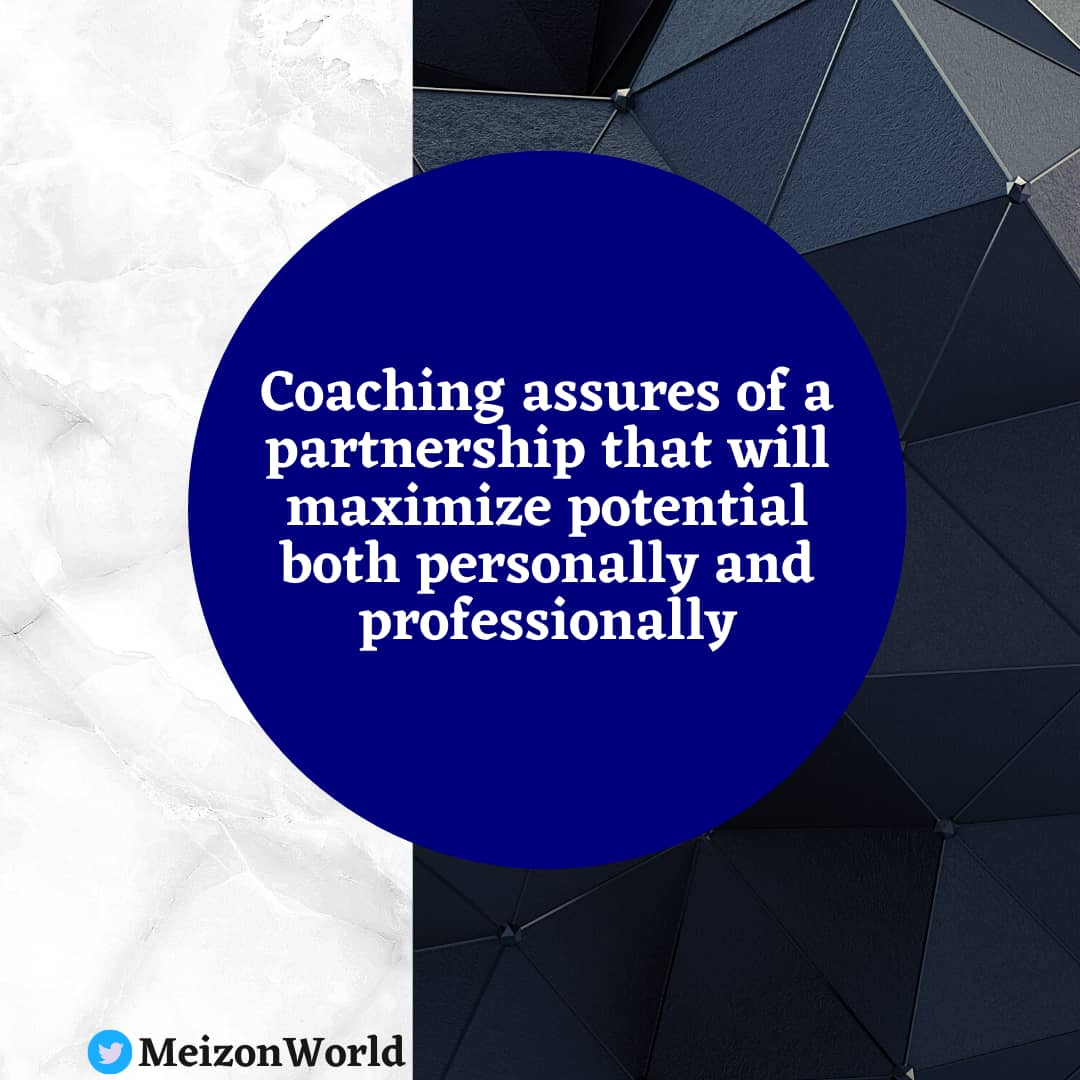 Coaching assures of a
partnership that will
maximize potential
both personally and
professionally
MeizonWorld